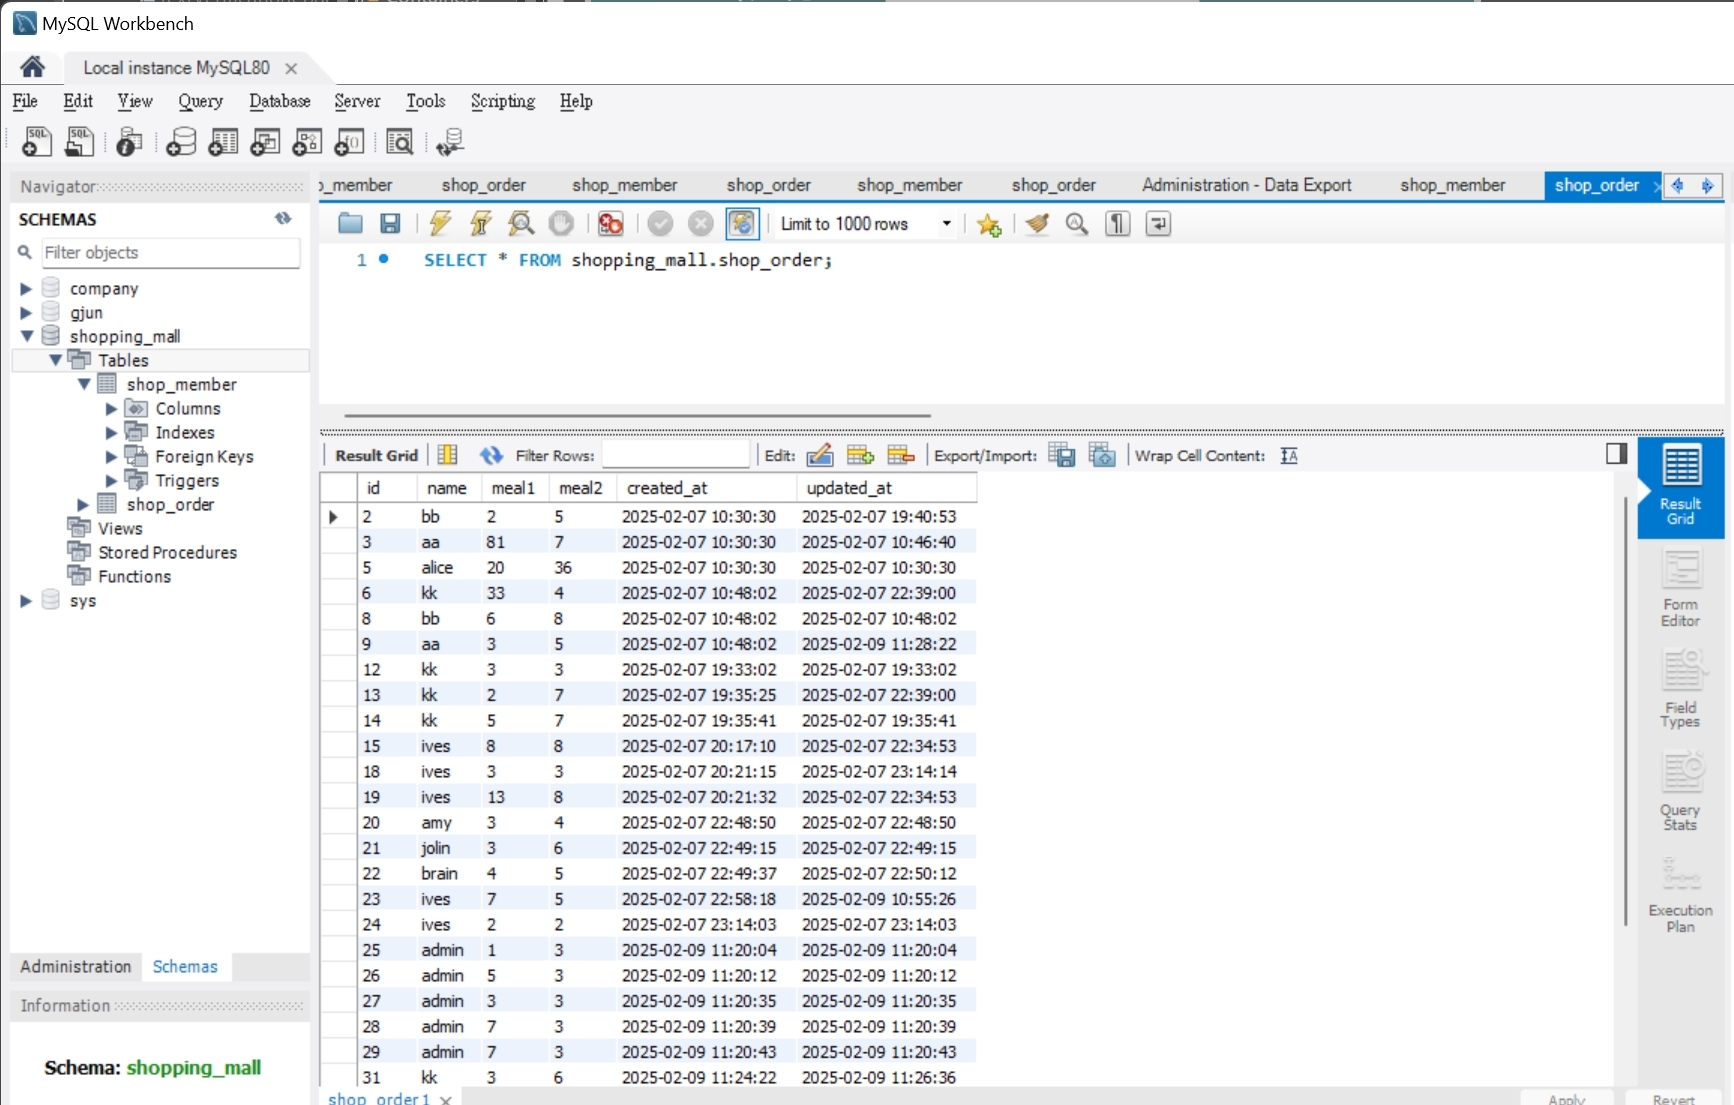 MySQL Workbench
Local instance MySQL80
File Edit View Query Database Server Tools Scripting Help
Navigator
SCHEMAS
Filter objects
company
gjun
shopping_mall
Tables
shop_member
Columns
Indexes
Foreign Keys
Triggers
shop_order
Views
Stored Procedures
Functions
sys
Administration Schemas
Information
Schema: shopping_mall
_member shop_order shop_member shop_order shop_member shop_order Administration - Data Export shop_member shop_order
Limit to 1000 rows
1 SELECT * FROM shopping_mall.shop_order;
Result Grid Filter Rows: Edit: Export/Import: Wrap Cell Content:
id name meal1 meal2 created_at updated_at
2 bb 2 5 2025-02-07 10:30:30 2025-02-07 19:40:53
3 aa 81 7 2025-02-07 10:30:30 2025-02-07 10:46:40
5 alice 20 36 2025-02-07 10:30:30 2025-02-07 10:30:30
6 kk 33 4 2025-02-07 10:48:02 2025-02-07 22:39:00
8 bb 6 8 2025-02-07 10:48:02 2025-02-07 10:48:02
9 aa 3 5 2025-02-07 10:48:02 2025-02-09 11:28:22
12 kk 3 3 2025-02-07 19:33:02 2025-02-07 19:33:02
13 kk 2 7 2025-02-07 19:35:25 2025-02-07 22:39:00
14 kk 5 7 2025-02-07 19:35:41 2025-02-07 19:35:41
15 ives 8 8 2025-02-07 20:17:10 2025-02-07 22:34:53
18 ives 3 3 2025-02-07 20:21:15 2025-02-07 23:14:14
19 ives 13 8 2025-02-07 20:21:32 2025-02-07 22:34:53
20 amy 3 4 2025-02-07 22:48:50 2025-02-07 22:48:50
21 jolin 3 6 2025-02-07 22:49:15 2025-02-07 22:49:15
22 brain 4 5 2025-02-07 22:49:37 2025-02-07 22:50:12
23 ives 7 5 2025-02-07 22:58:18 2025-02-09 10:55:26
24 ives 2 2 2025-02-07 23:14:03 2025-02-07 23:14:03
25 admin 1 3 2025-02-09 11:20:04 2025-02-09 11:20:04
26 admin 5 3 2025-02-09 11:20:12 2025-02-09 11:20:12
27 admin 3 3 2025-02-09 11:20:35 2025-02-09 11:20:35
28 admin 7 3 2025-02-09 11:20:39 2025-02-09 11:20:39
29 admin 7 3 2025-02-09 11:20:43 2025-02-09 11:20:43
31 kk 3 6 2025-02-09 11:24:22 2025-02-09 11:26:36
shop_order 1
Apply Revert
Result
Grid
Form
Editor
Field
Types
Query
Stats
Execution
Plan